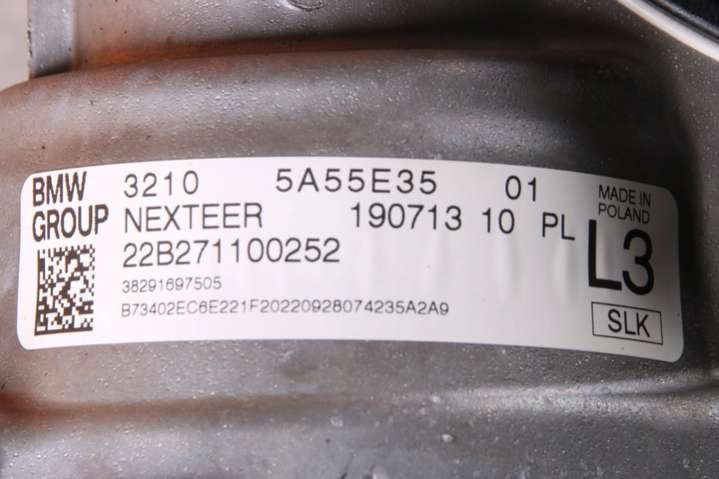 BMW GROUP
3210 5A55E35 01
NEXTEER 190713 10 PL
22B271100252
38291697505
B73402EC6E221F20220928074235A2A9
MADE IN
POLAND
L3
SLK